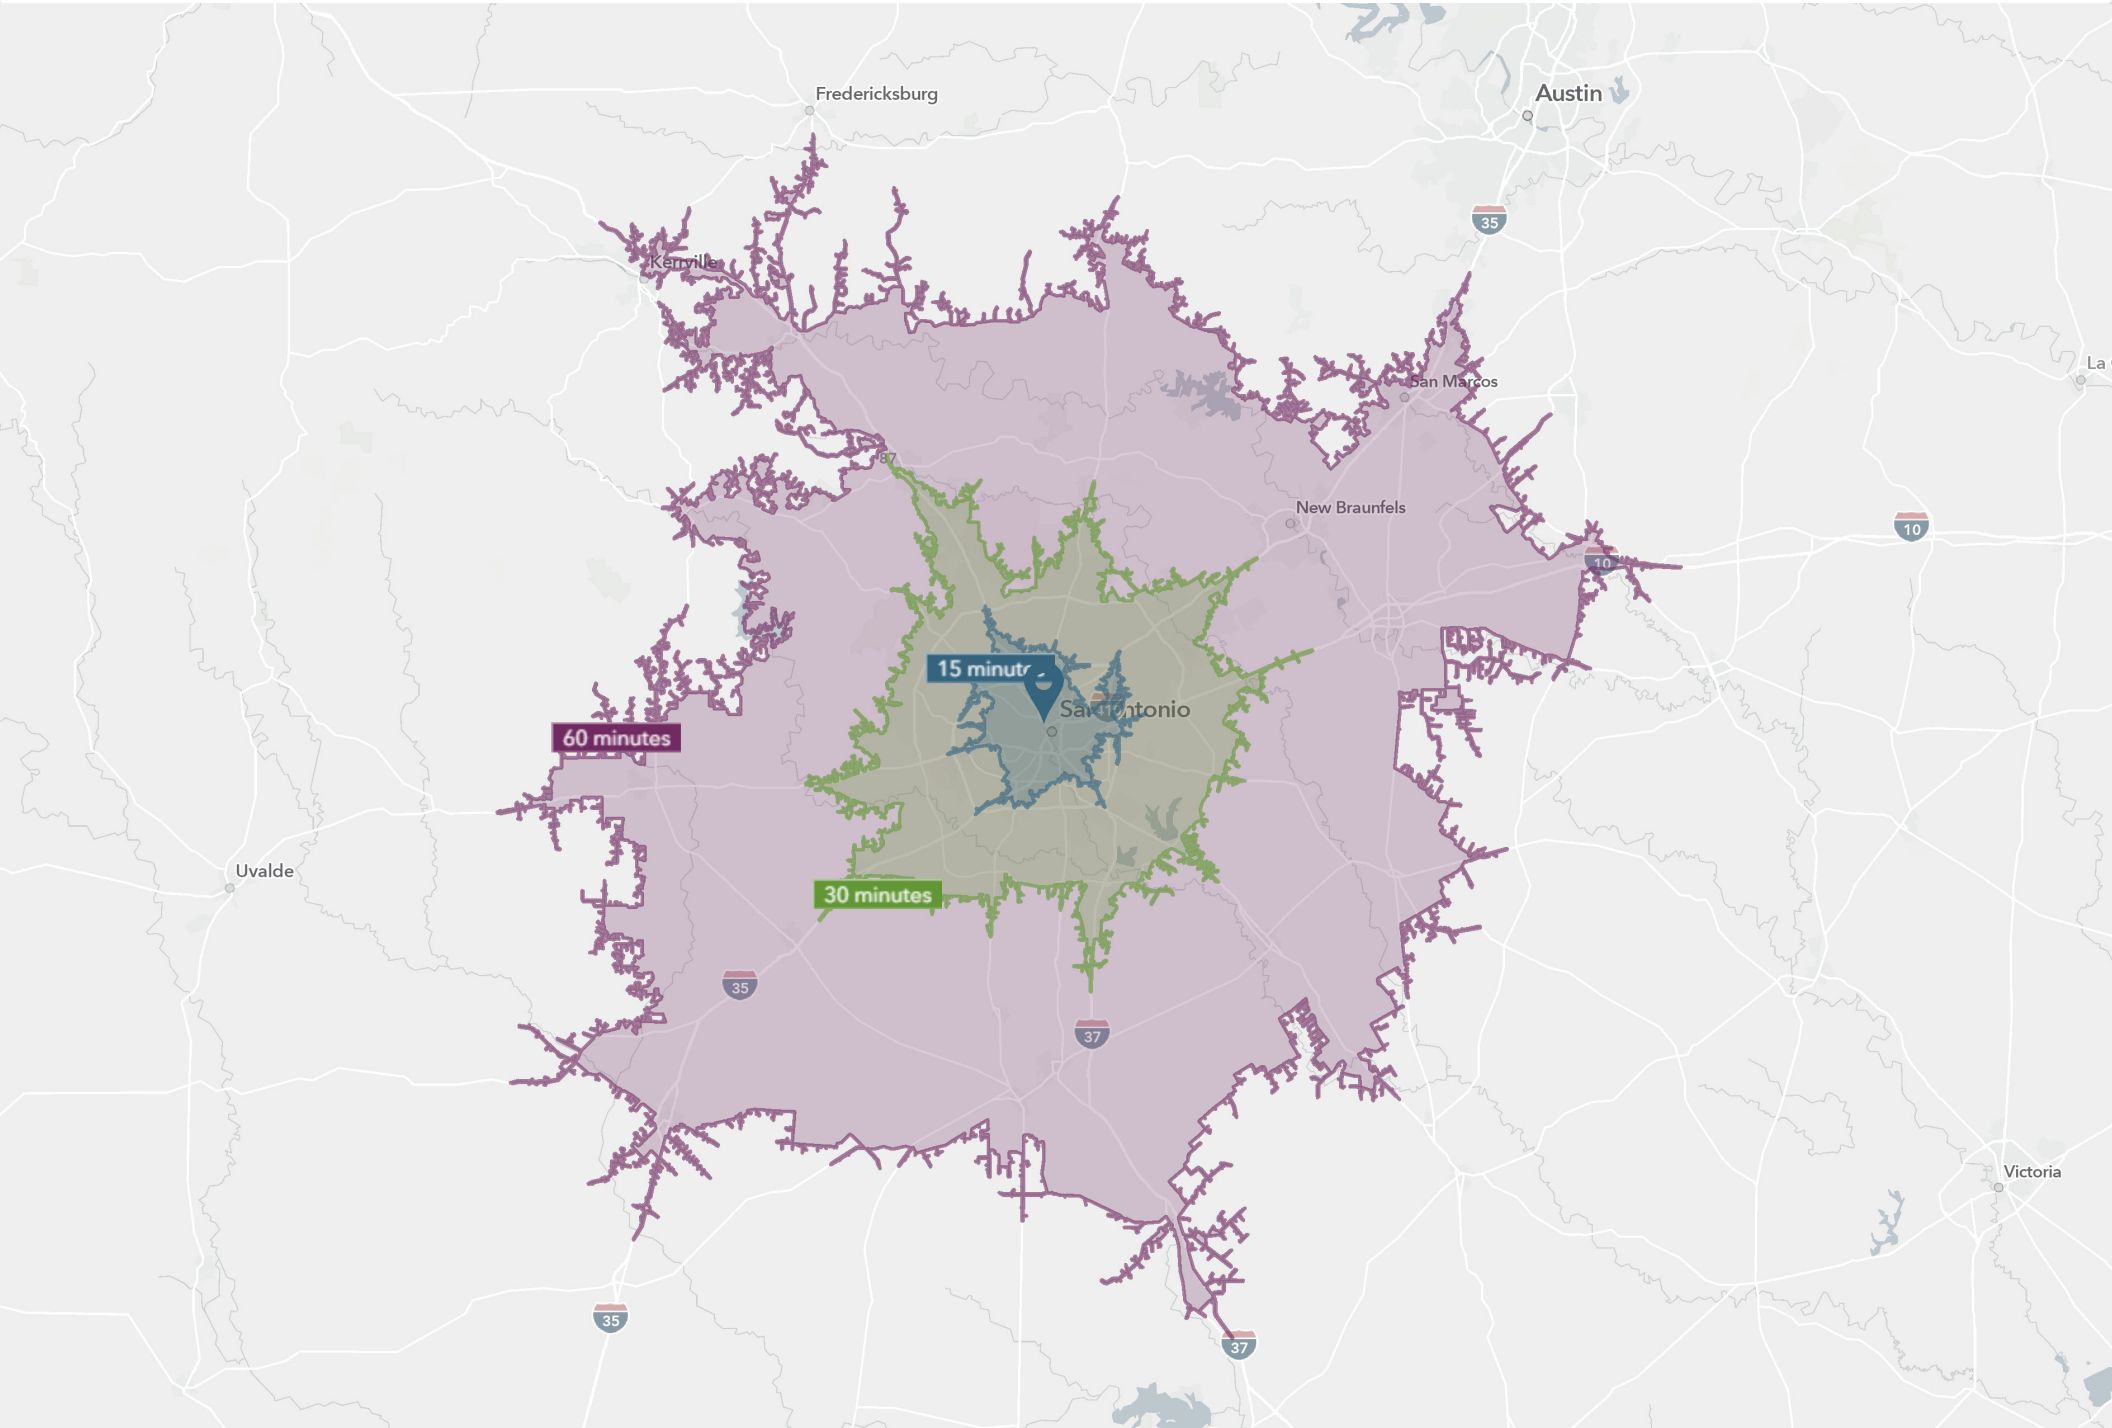 Fredericksburg
Austin
35
Kerrville
La
San Marcos
87
New Braunfels
10
10
15 minute
San Antonio
410
60 minutes
Uvalde
30 minutes
35
37
Victoria
35
37